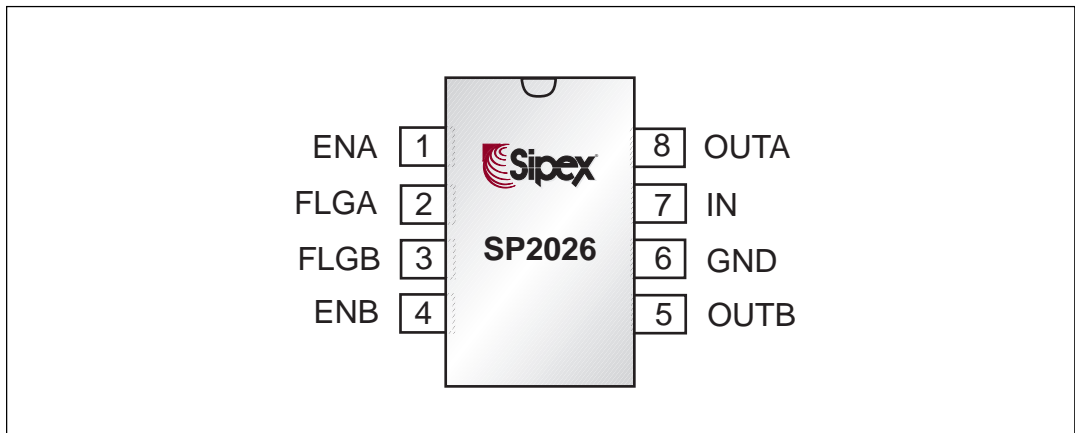 ENA 1 8 OUTA
Sipex
FLGA 2 7 IN
SP2026
FLGB 3 6 GND
ENB 4 5 OUTB